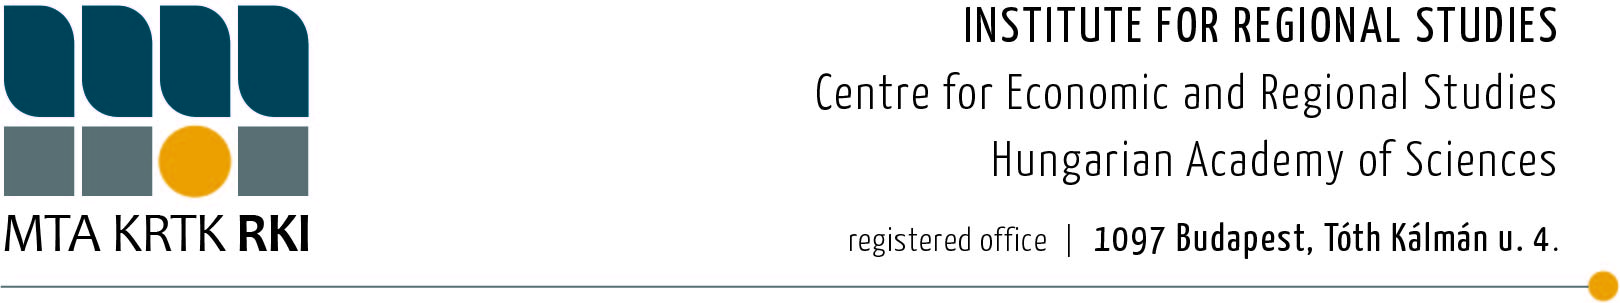 INSTITUTE FOR REGIONAL STUDIES
Centre for Economic and Regional Studies
Hungarian Academy of Sciences
MTA KRTK RKI
registered office | 1097 Budapest, Tóth Kálmán u. 4.